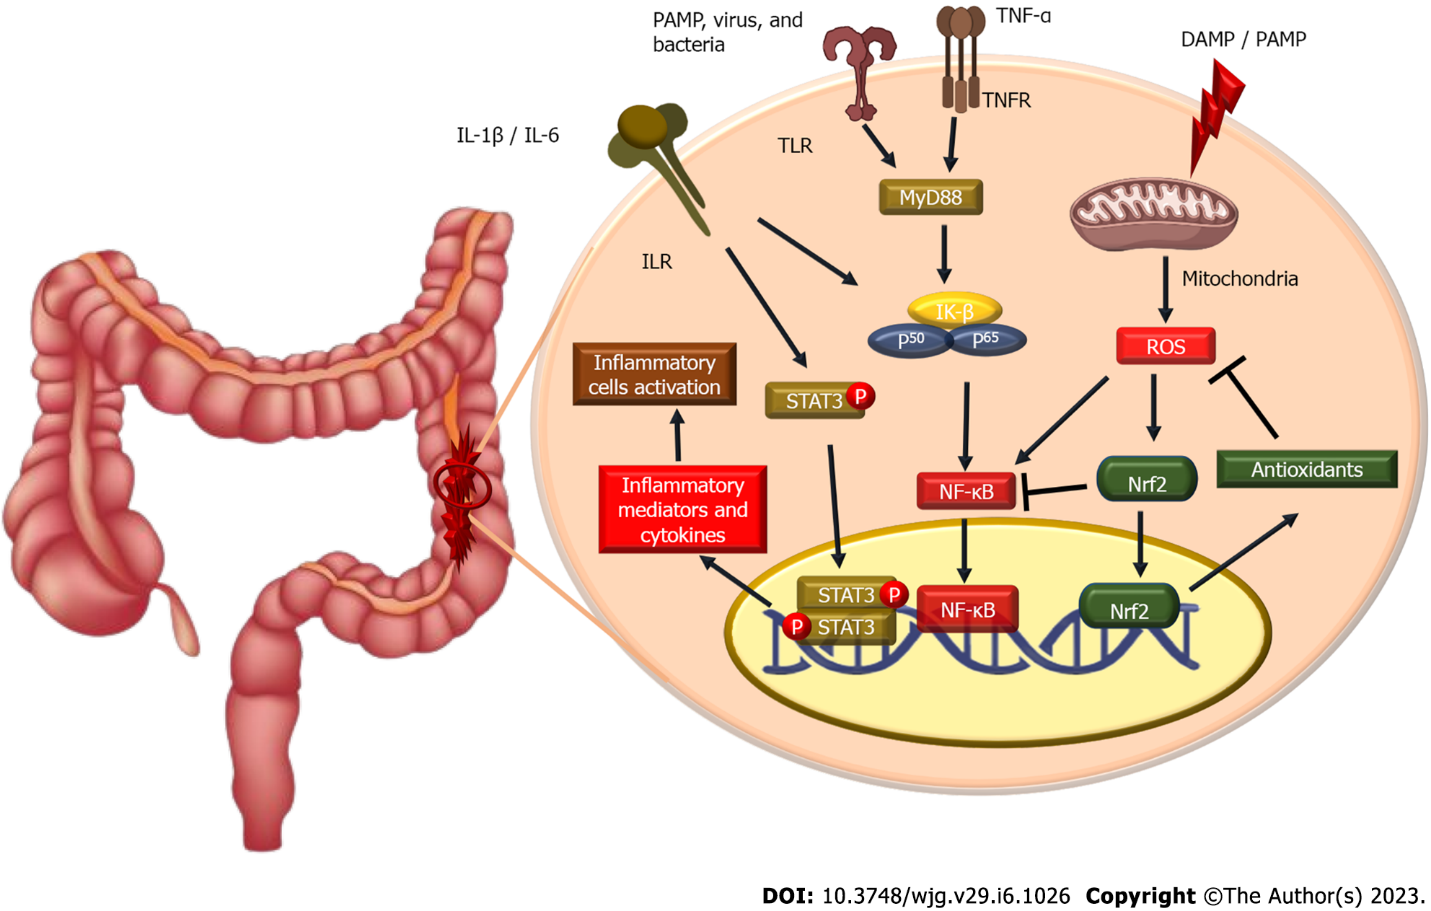 PAMP, virus, and
bacteria
TNF-α
DAMP / PAMP
TNFR
IL-1β / IL-6
TLR
MyD88
ILR
Mitochondria
IK-β
P50
P65
ROS
Inflammatory
cells activation
STAT3
P
Antioxidants
Nrf2
NF-κB
Inflammatory
mediators and
cytokines
STAT3
P
P
STAT3
NF-κB
Nrf2
DOI: 10.3748/wjg.v29.i6.1026 Copyright ©The Author(s) 2023.